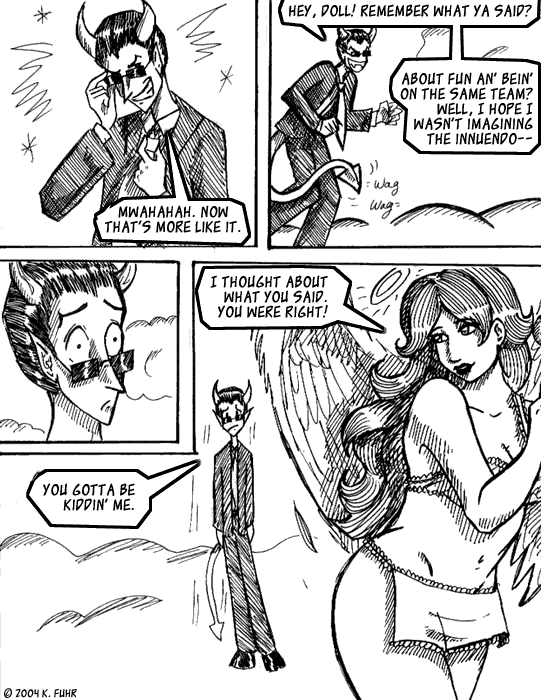 MWAHAHAH. NOW
THAT'S MORE LIKE IT.
HEY, DOLL! REMEMBER WHAT YA SAID?
ABOUT FUN AN' BEIN'
ON THE SAME TEAM?
WELL, I HOPE I
WASN'T IMAGINING
THE INNUENDO--
Wag
Wag
I THOUGHT ABOUT
WHAT YOU SAID.
YOU WERE RIGHT!
YOU GOTTA BE
KIDDIN' ME.
© 2004 K. FUHR